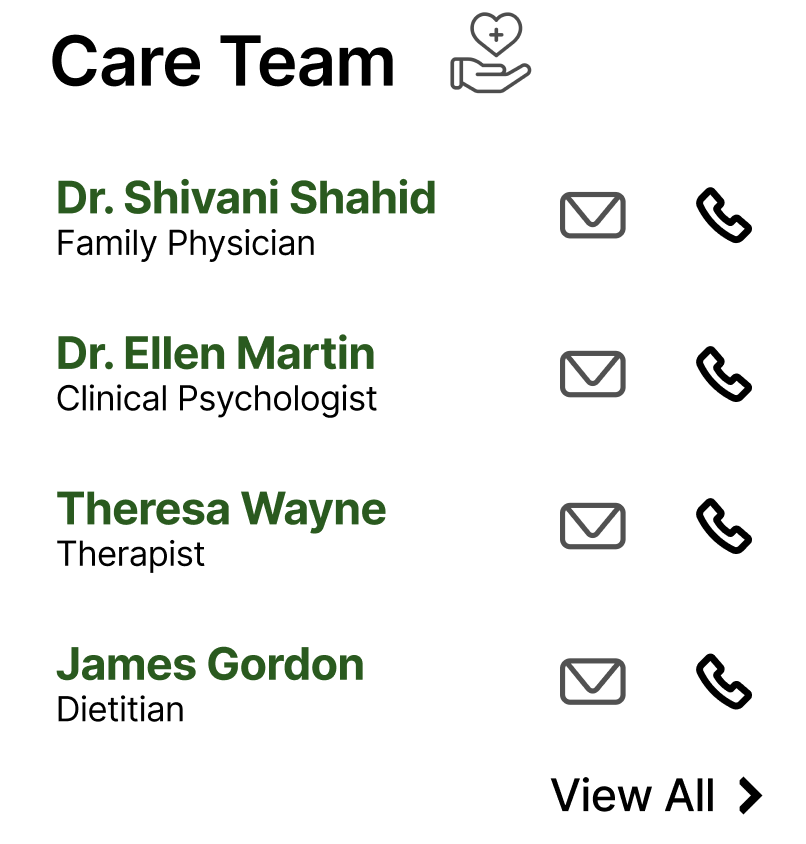 Care Team
Dr. Shivani Shahid
Family Physician
Dr. Ellen Martin
Clinical Psychologist
Theresa Wayne
Therapist
James Gordon
Dietitian
View All